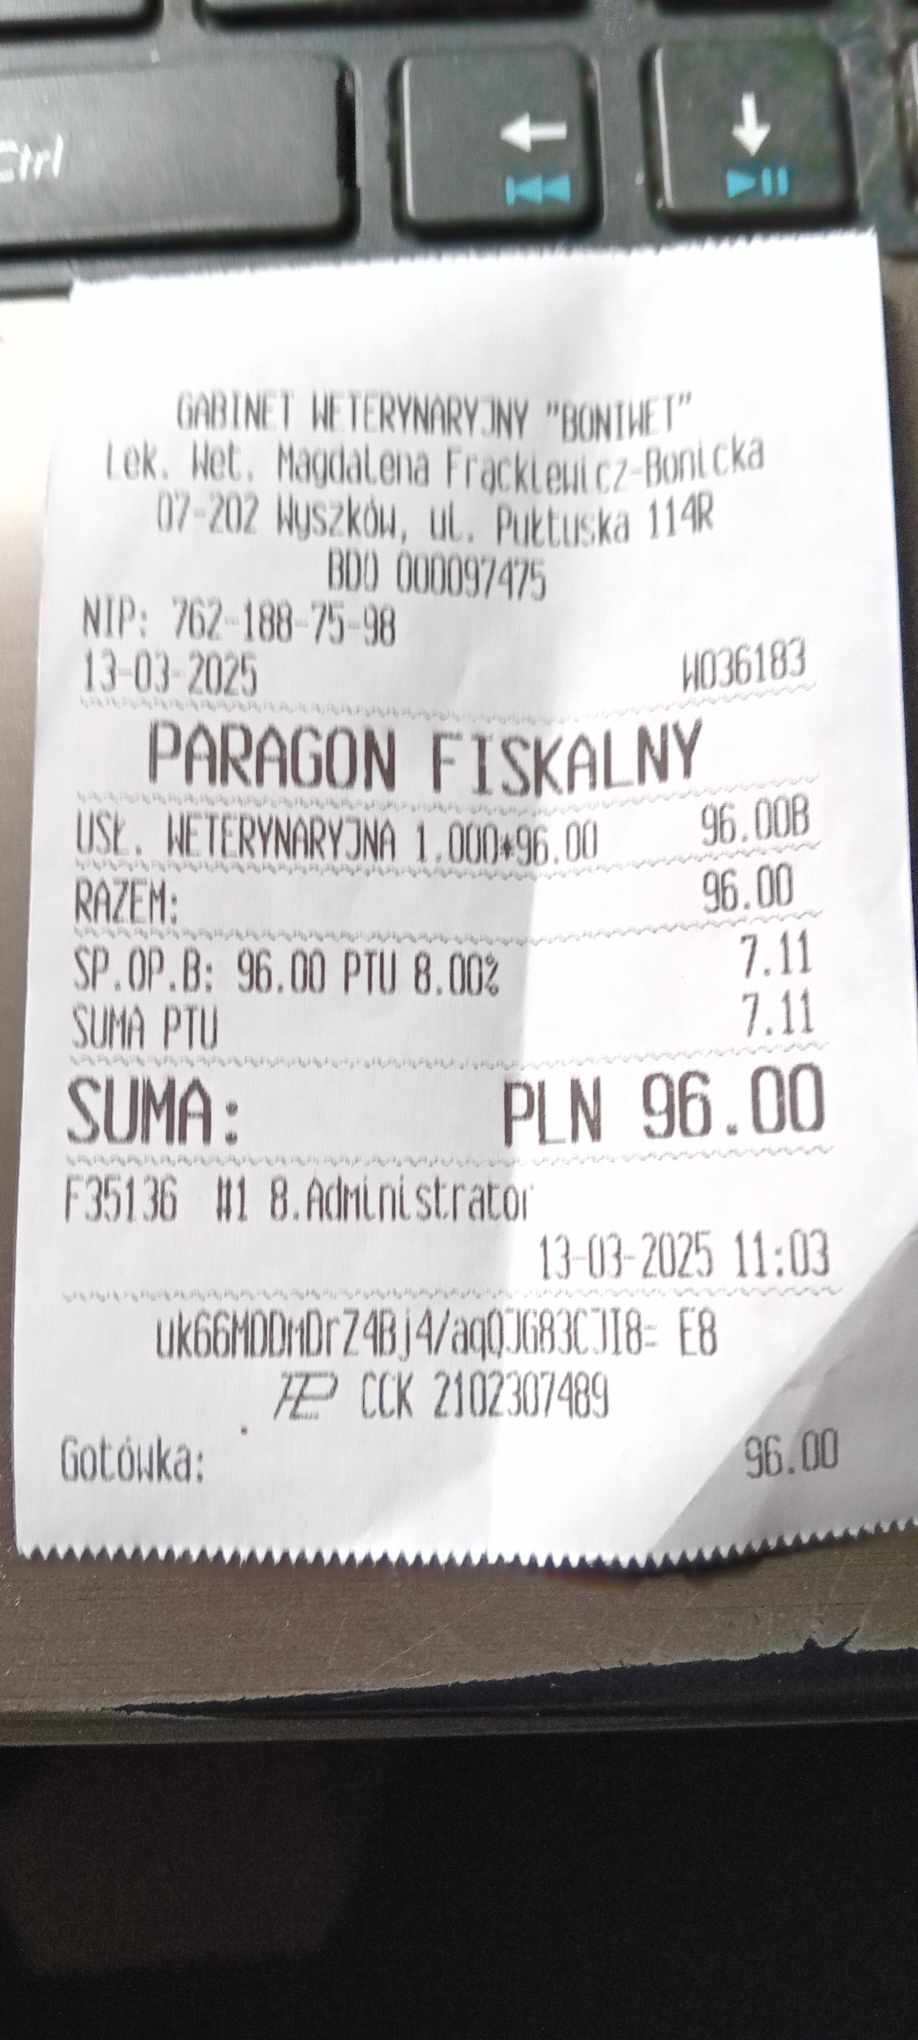 Ctrl
GABINET WETERYNARYJNY "BONIWET"
Lek. Wet. Magdalena Frąckiewicz-Bonicka
07-202 Wyszków, ul. Pułtuska 114R
BDO 000097475
NIP: 762-188-75-98
13-03-2025 W036183
PARAGON FISKALNY
USŁ. WETERYNARYJNA 1.000*96.00 96.00B
RAZEM: 96.00
SP.OP.B: 96.00 PTU 8.00% 7.11
SUMA PTU 7.11
SUMA: PLN 96.00
F35136 #1 8.Administrator
13-03-2025 11:03
E8
CCK 2102307489
Gotówka: 96.00